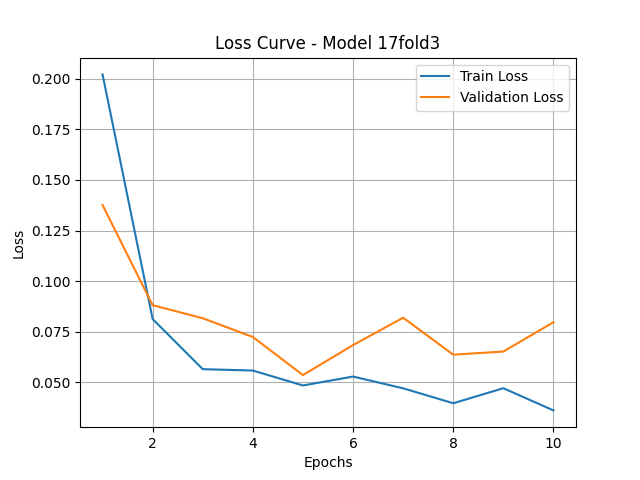 Loss Curve - Model 17fold3
Train Loss
Validation Loss
0.200
0.175
0.150
0.125
0.100
0.075
0.050
Loss
2 4 6 8 10
Epochs